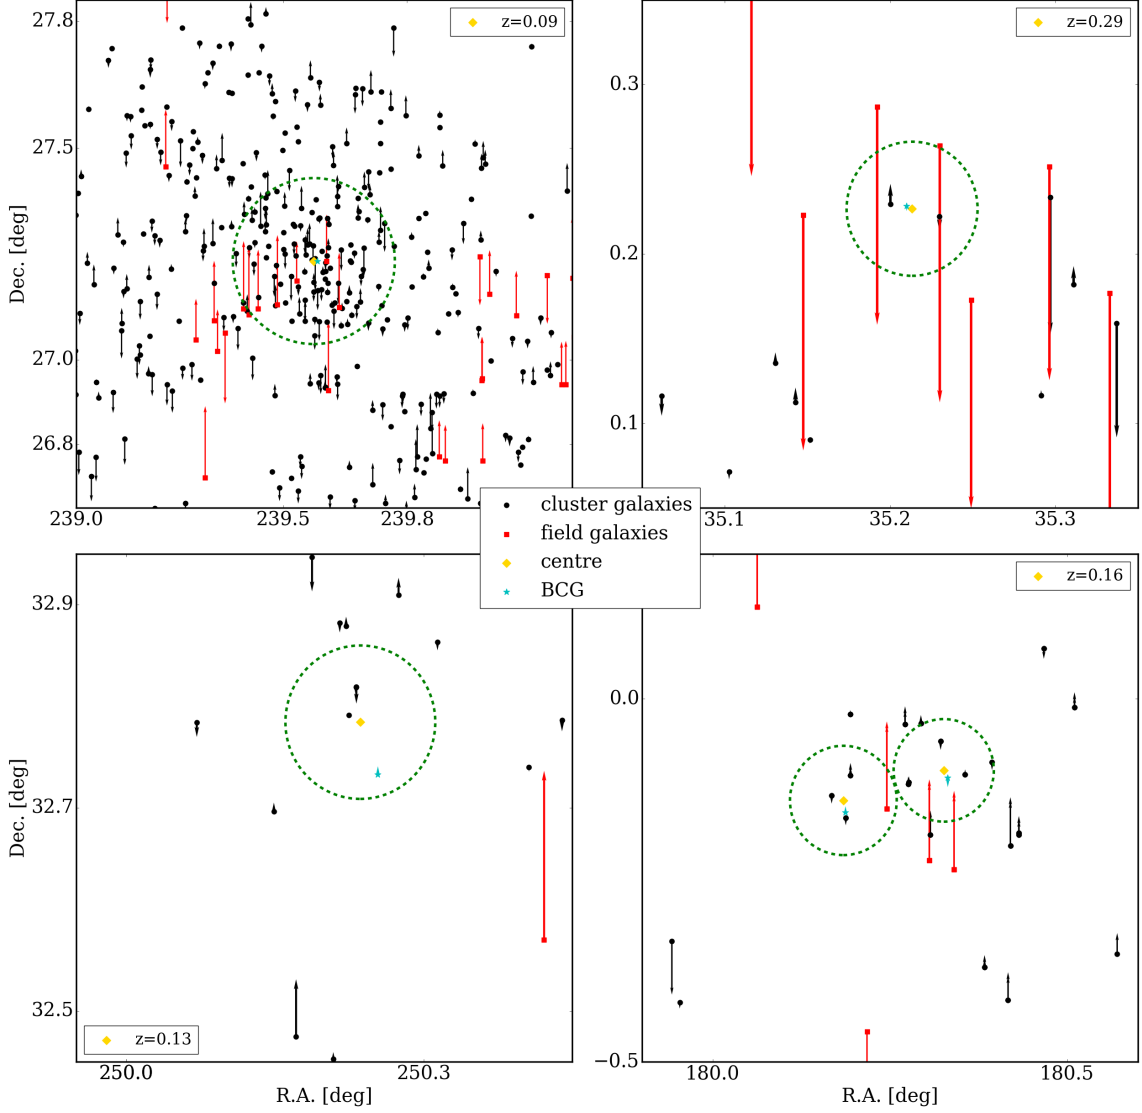 27.8
27.5
27.0
26.8
Dec. [deg]
z=0.09
239.0
239.5
239.8
0.3
0.2
0.1
z=0.29
35.1
35.2
35.3
cluster galaxies
field galaxies
centre
BCG
32.9
32.7
32.5
Dec. [deg]
z=0.13
250.0
250.3
R.A. [deg]
0.0
−0.5
z=0.16
180.0
180.5
R.A. [deg]